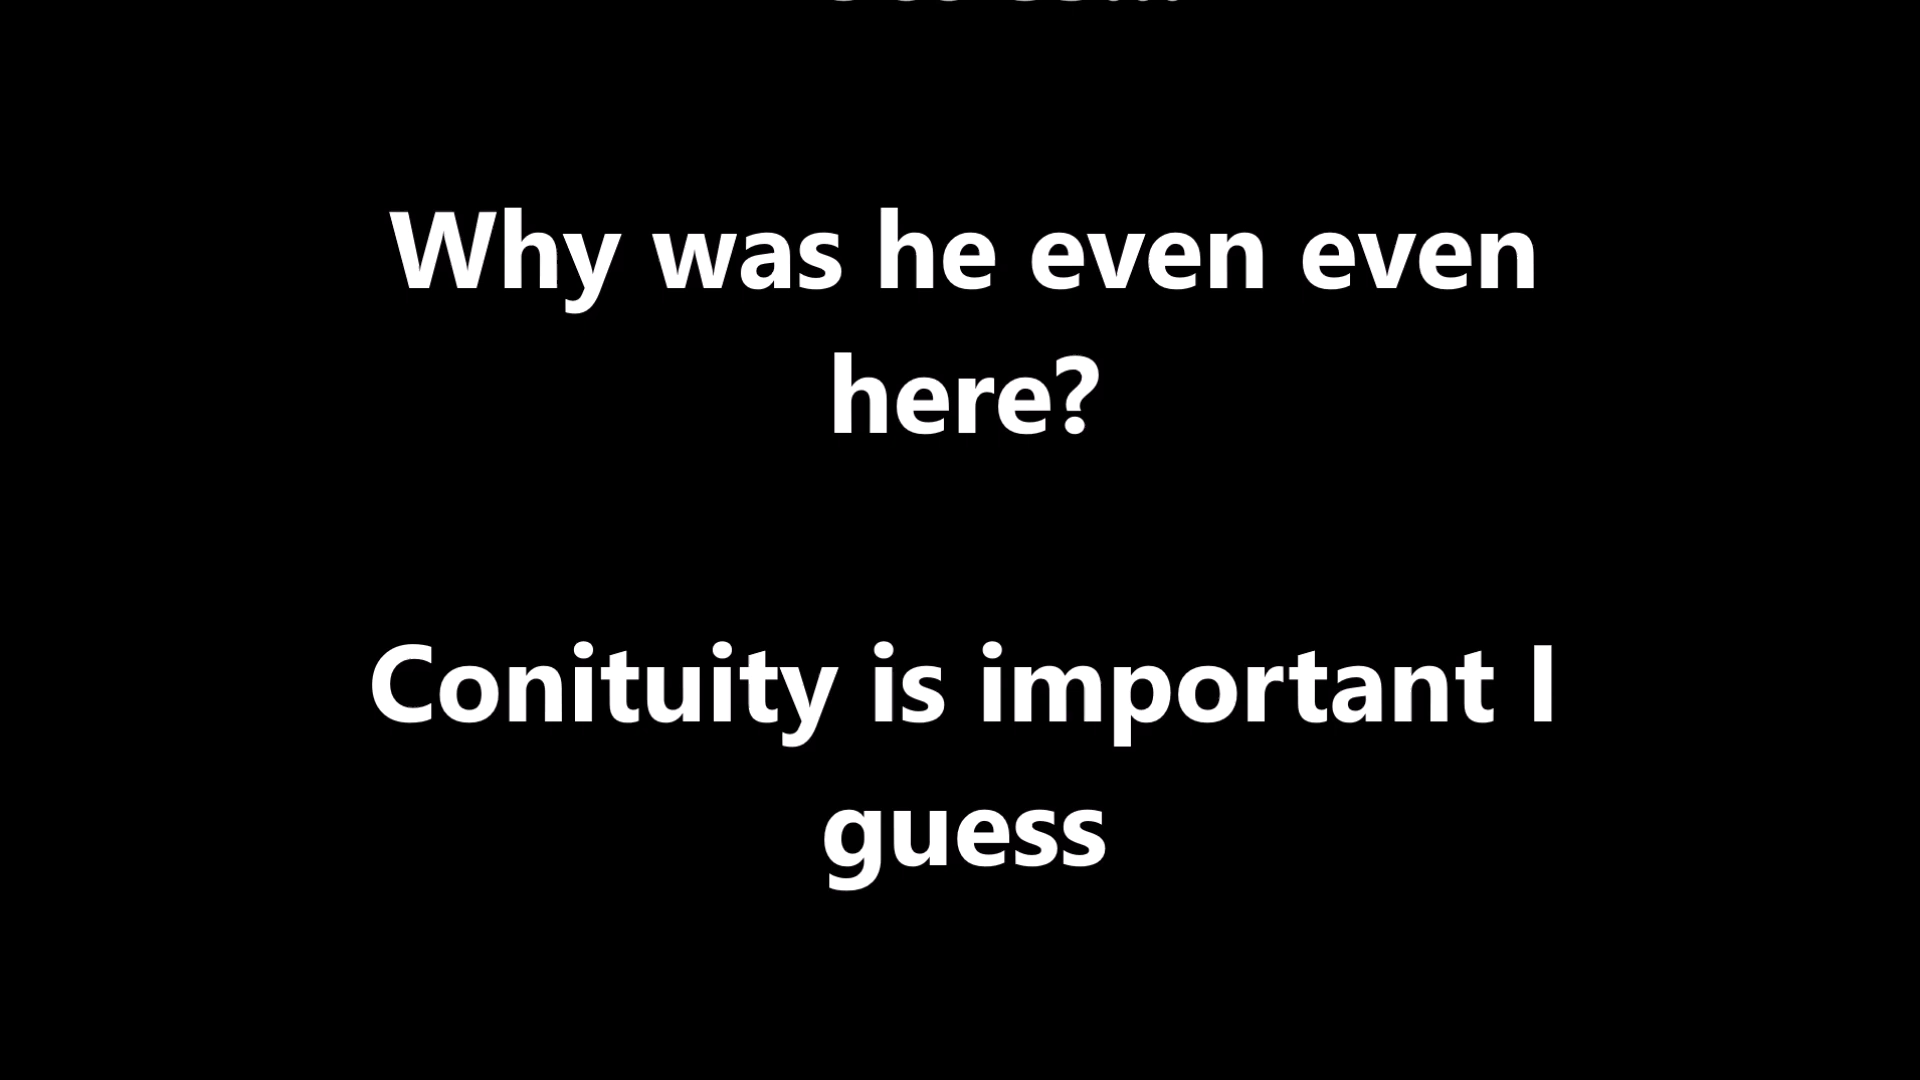 Why was he even even
here?
Conituity is important I
guess